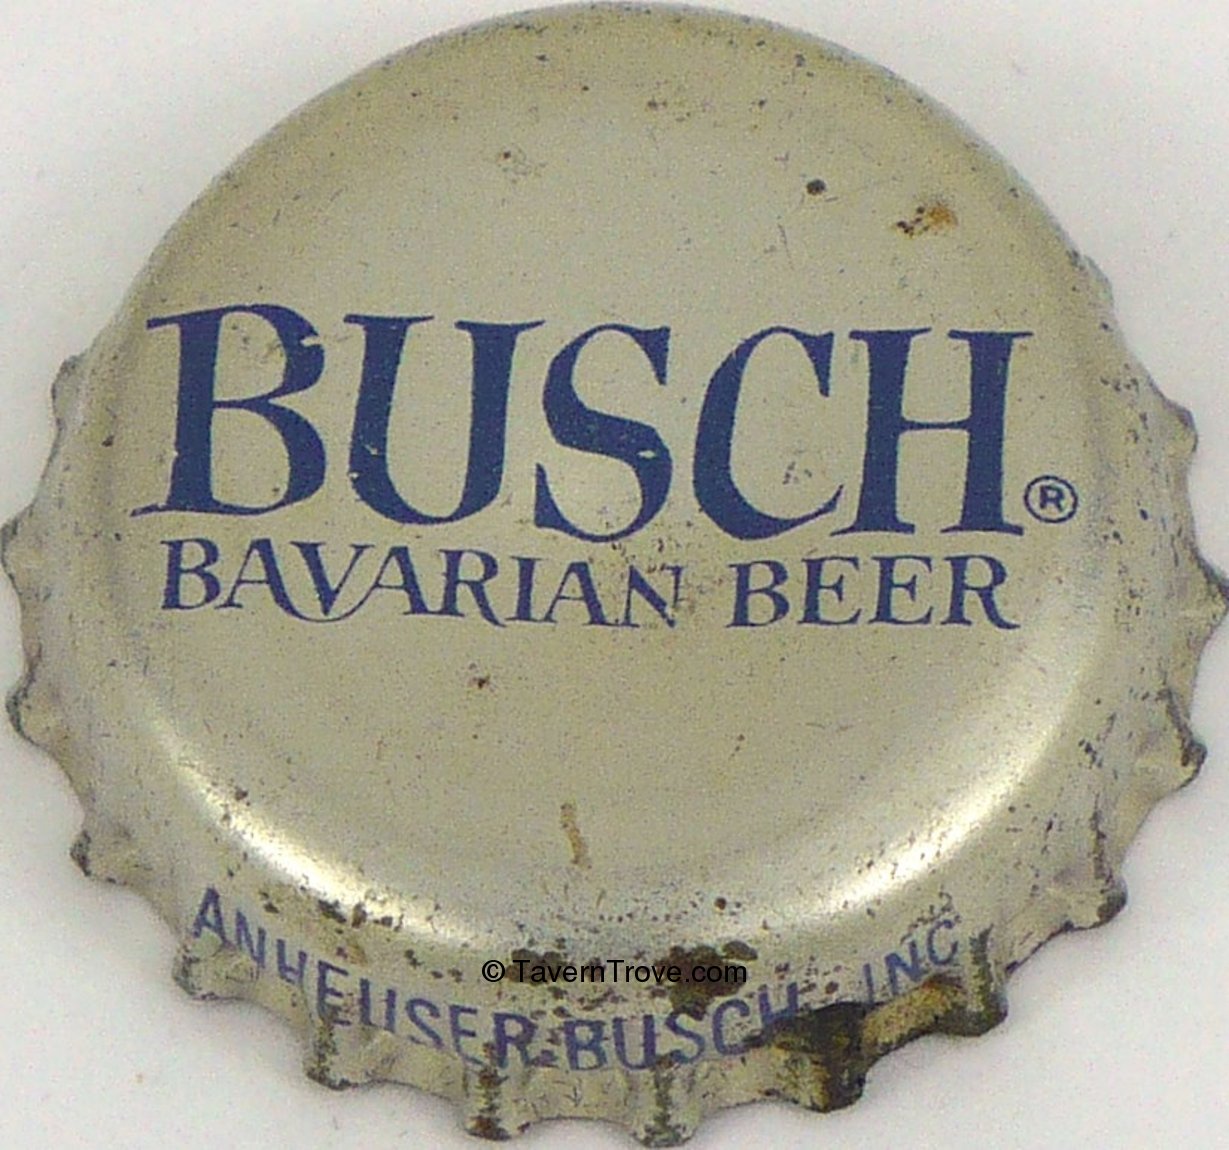 BUSCH®
BAVARIAN BEER
© TavernTrove.com
ANHEUSER-BUSCH, INC.